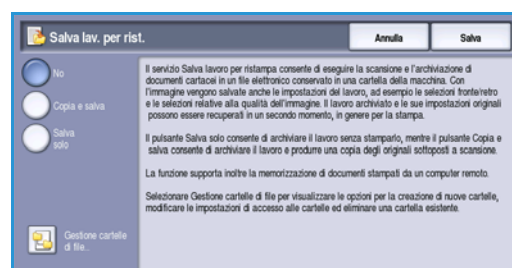 Salva lav. per rist.
Annulla
Salva
No
Copia e salva
Salva
solo
Gestione cartelle
di file...
Il servizio Salva lavoro per ristampa consente di eseguire la scansione e l'archiviazione di
documenti cartacei in un file elettronico conservato in una cartella della macchina. Con
l'immagine vengono salvate anche le impostazioni del lavoro, ad esempio le selezioni fronte/retro
e le selezioni relative alla qualità dell'immagine. Il lavoro archiviato e le sue impostazioni originali
possono essere recuperati in un secondo momento, in genere per la stampa.
Il pulsante Salva solo consente di archiviare il lavoro senza stamparlo, mentre il pulsante Copia e
salva consente di archiviare il lavoro e produrre una copia degli originali sottoposti a scansione.
La funzione supporta inoltre la memorizzazione di documenti stampati da un computer remoto.
Selezionare Gestione cartelle di file per visualizzare le opzioni per la creazione di nuove cartelle,
modificare le impostazioni di accesso alle cartelle ed eliminare una cartella esistente.